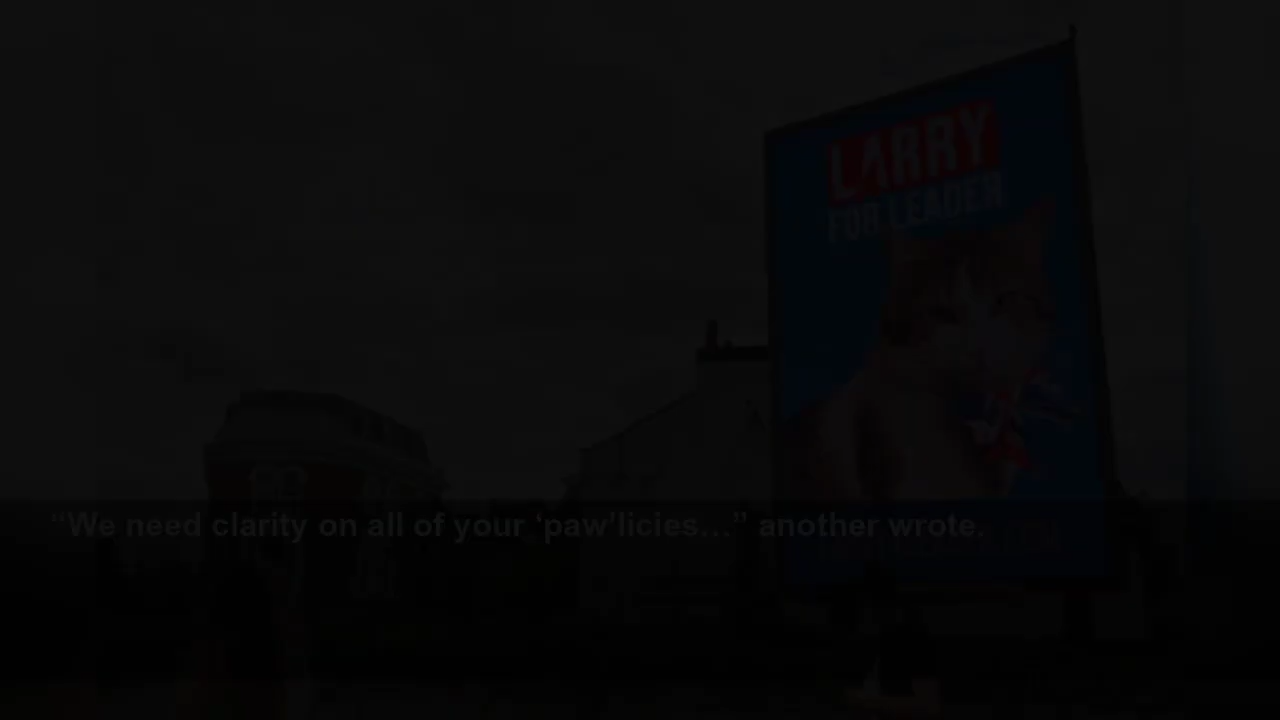 LARRY
FOR LEADER
“We need clarity on all of your ‘paw’licies…” another wrote.